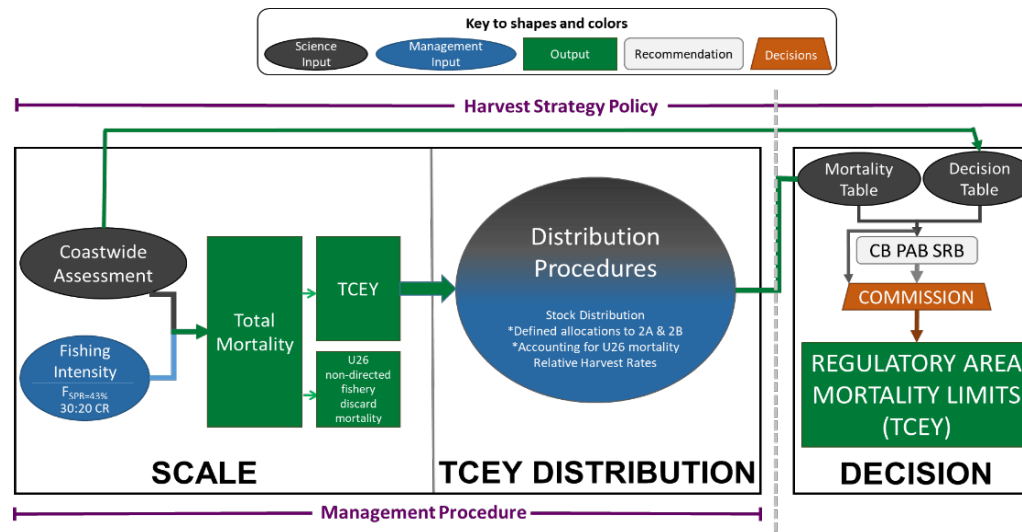 Key to shapes and colors
Science
Input
Management
Input
Output
Recommendation
Decisions
Harvest Strategy Policy
Coastwide
Assessment
Fishing
Intensity
F_SPR=43%
30:20 CR
Total
Mortality
TCEY
U26
non-directed
fishery
discard
mortality
SCALE
Distribution
Procedures
Stock Distribution
*Defined allocations to 2A & 2B
*Accounting for U26 mortality
Relative Harvest Rates
TCEY DISTRIBUTION
Mortality
Table
Decision
Table
CB PAB SRB
COMMISSION
REGULATORY AREA
MORTALITY LIMITS
(TCEY)
DECISION
Management Procedure